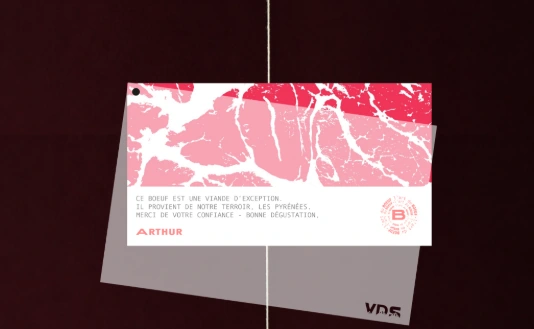 CE BOEUF EST UNE VIANDE D'EXCEPTION.
IL PROVIENT DE NOTRE TERROIR. LES PYRÉNÉES.
MERCI DE VOTRE CONFIANCE - BONNE DÉGUSTATION.
ARTHUR
B